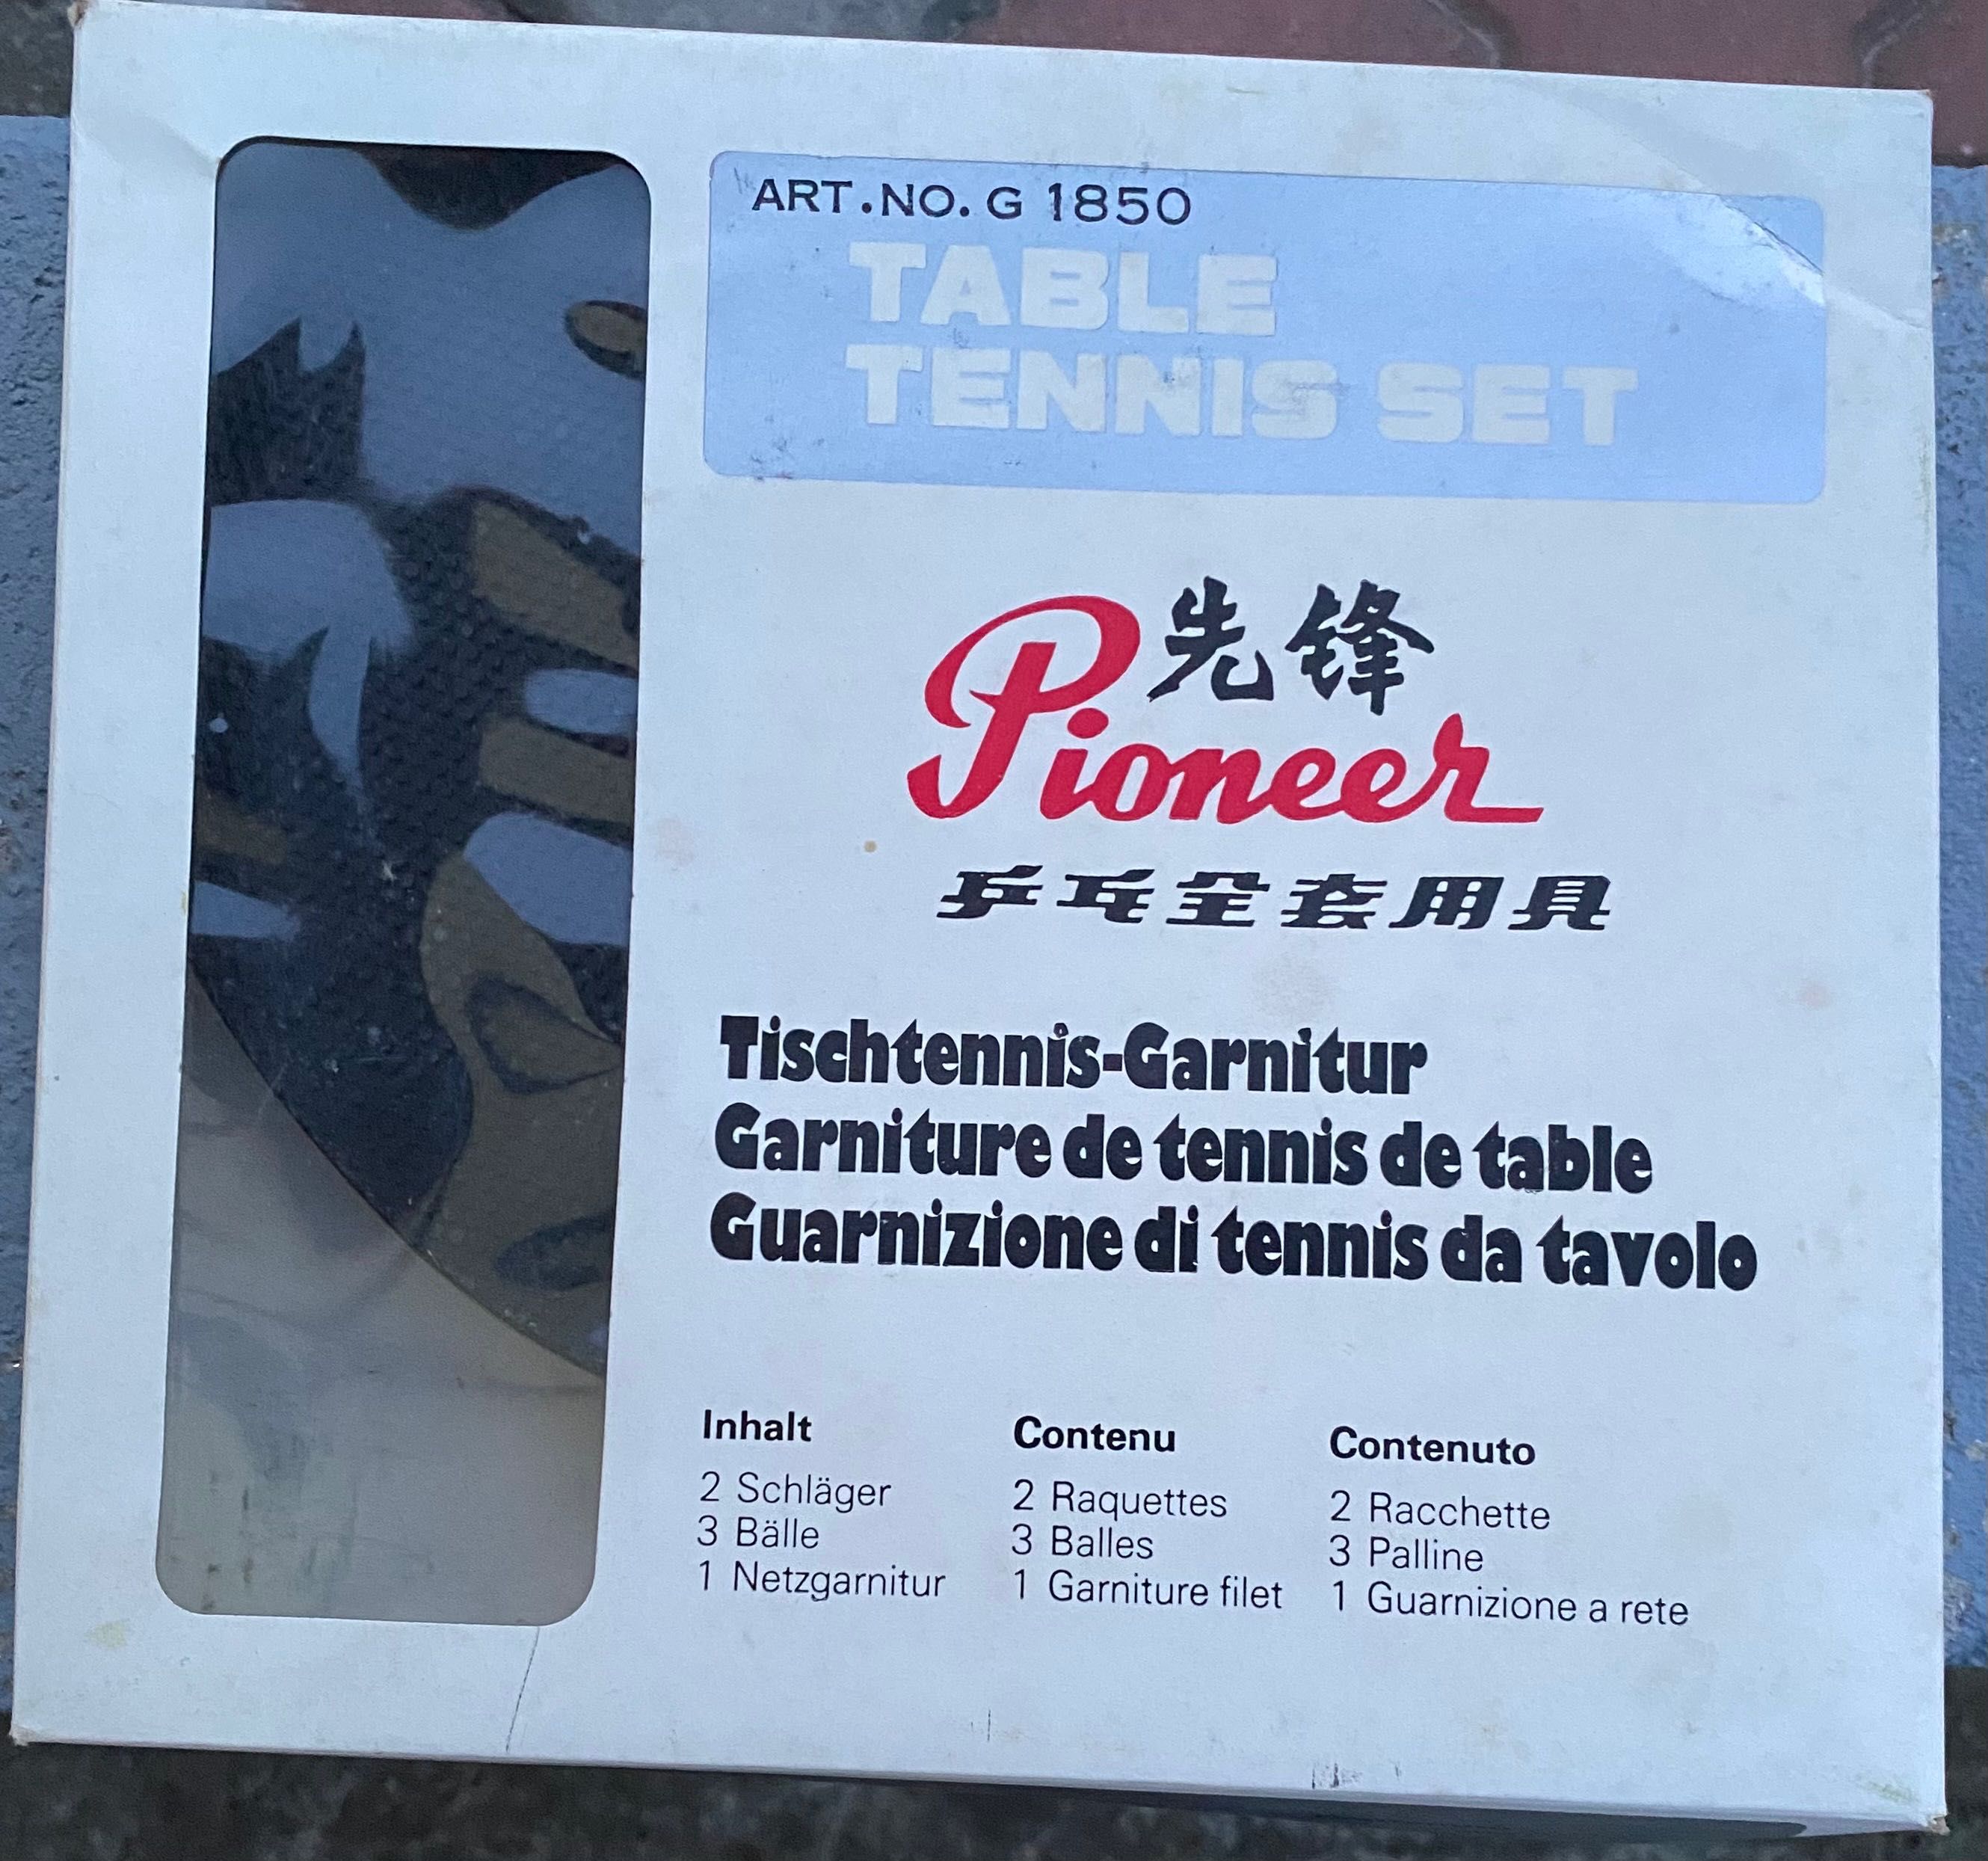 ART.NO. G 1850
TABLE
TENNIS SET
先锋
Pioneer
乒乓全套用具
Tischtennis-Garnitur
Garniture de tennis de table
Guarnizione di tennis da tavolo
Inhalt
2 Schläger
3 Bälle
1 Netzgarnitur
Contenu
2 Raquettes
3 Balles
1 Garniture filet
Contenuto
2 Racchette
3 Palline
1 Guarnizione a rete